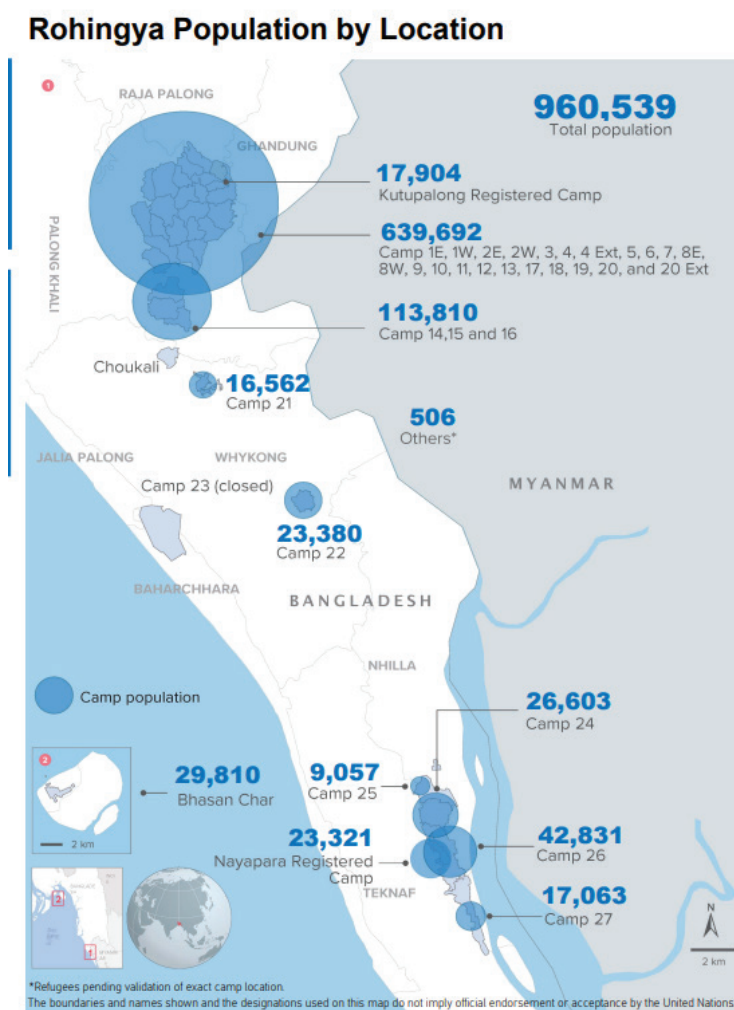 Rohingya Population by Location
1
RAJA PALONG
960,539
Total population
GHANDUNG
17,904
Kutupalong Registered Camp
PALONG KHALI
639,692
Camp 1E, 1W, 2E, 2W, 3, 4, 4 Ext, 5, 6, 7, 8E,
8W, 9, 10, 11, 12, 13, 17, 18, 19, 20, and 20 Ext
113,810
Camp 14,15 and 16
Choukali
16,562
Camp 21
506
Others*
JALIA PALONG
WHYKONG
Camp 23 (closed)
MYANMAR
23,380
Camp 22
BAHARCHHARA
BANGLADESH
NHILLA
Camp population
26,603
Camp 24
2
29,810
Bhasan Char
2 km
9,057
Camp 25
23,321
Nayapara Registered
Camp
42,831
Camp 26
TEKNAF
17,063
Camp 27
2
1
N
2 km
*Refugees pending validation of exact camp location.
The boundaries and names shown and the designations used on this map do not imply official endorsement or acceptance by the United Nations